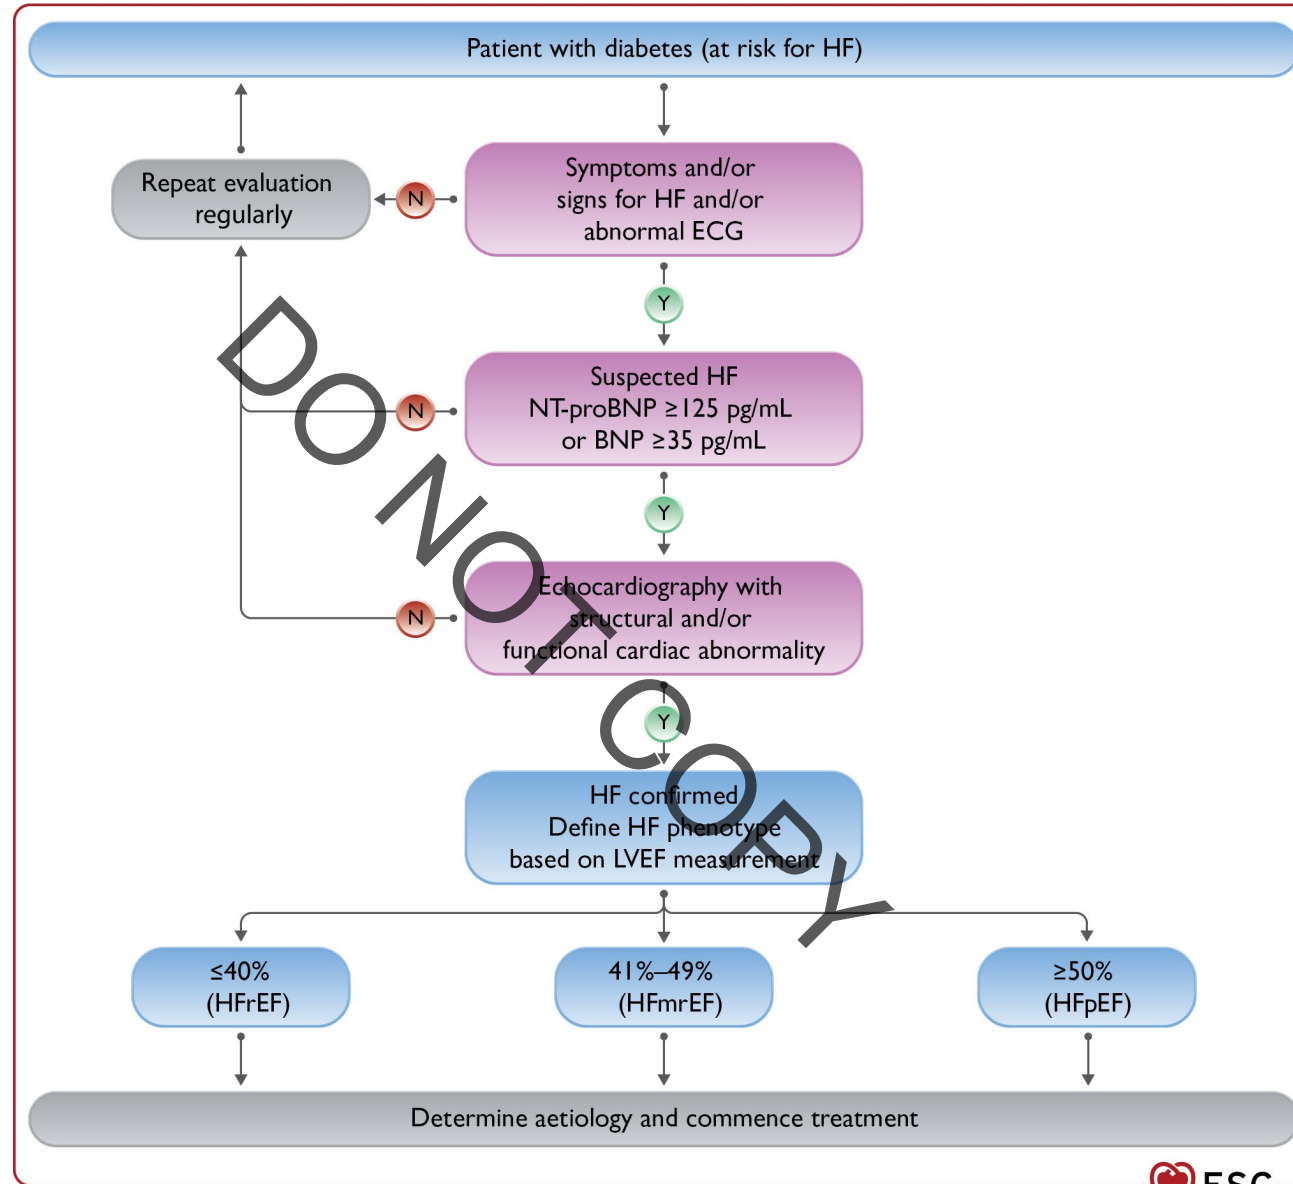 Patient with diabetes (at risk for HF)
Repeat evaluation
regularly
N
Symptoms and/or
signs for HF and/or
abnormal ECG
Y
N
Suspected HF
NT-proBNP ≥125 pg/mL
or BNP ≥35 pg/mL
Y
N
Echocardiography with
structural and/or
functional cardiac abnormality
Y
HF confirmed
Define HF phenotype
based on LVEF measurement
≤40%
(HFrEF)
41%–49%
(HFmrEF)
≥50%
(HFpEF)
Determine aetiology and commence treatment
DO NOT COPY
ESC